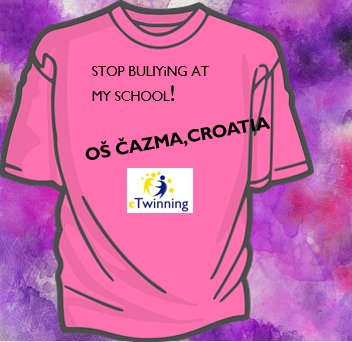 STOP BULIYiNG AT
MY SCHOOL!
OŠ ČAZMA,CROATIA
eTwinning